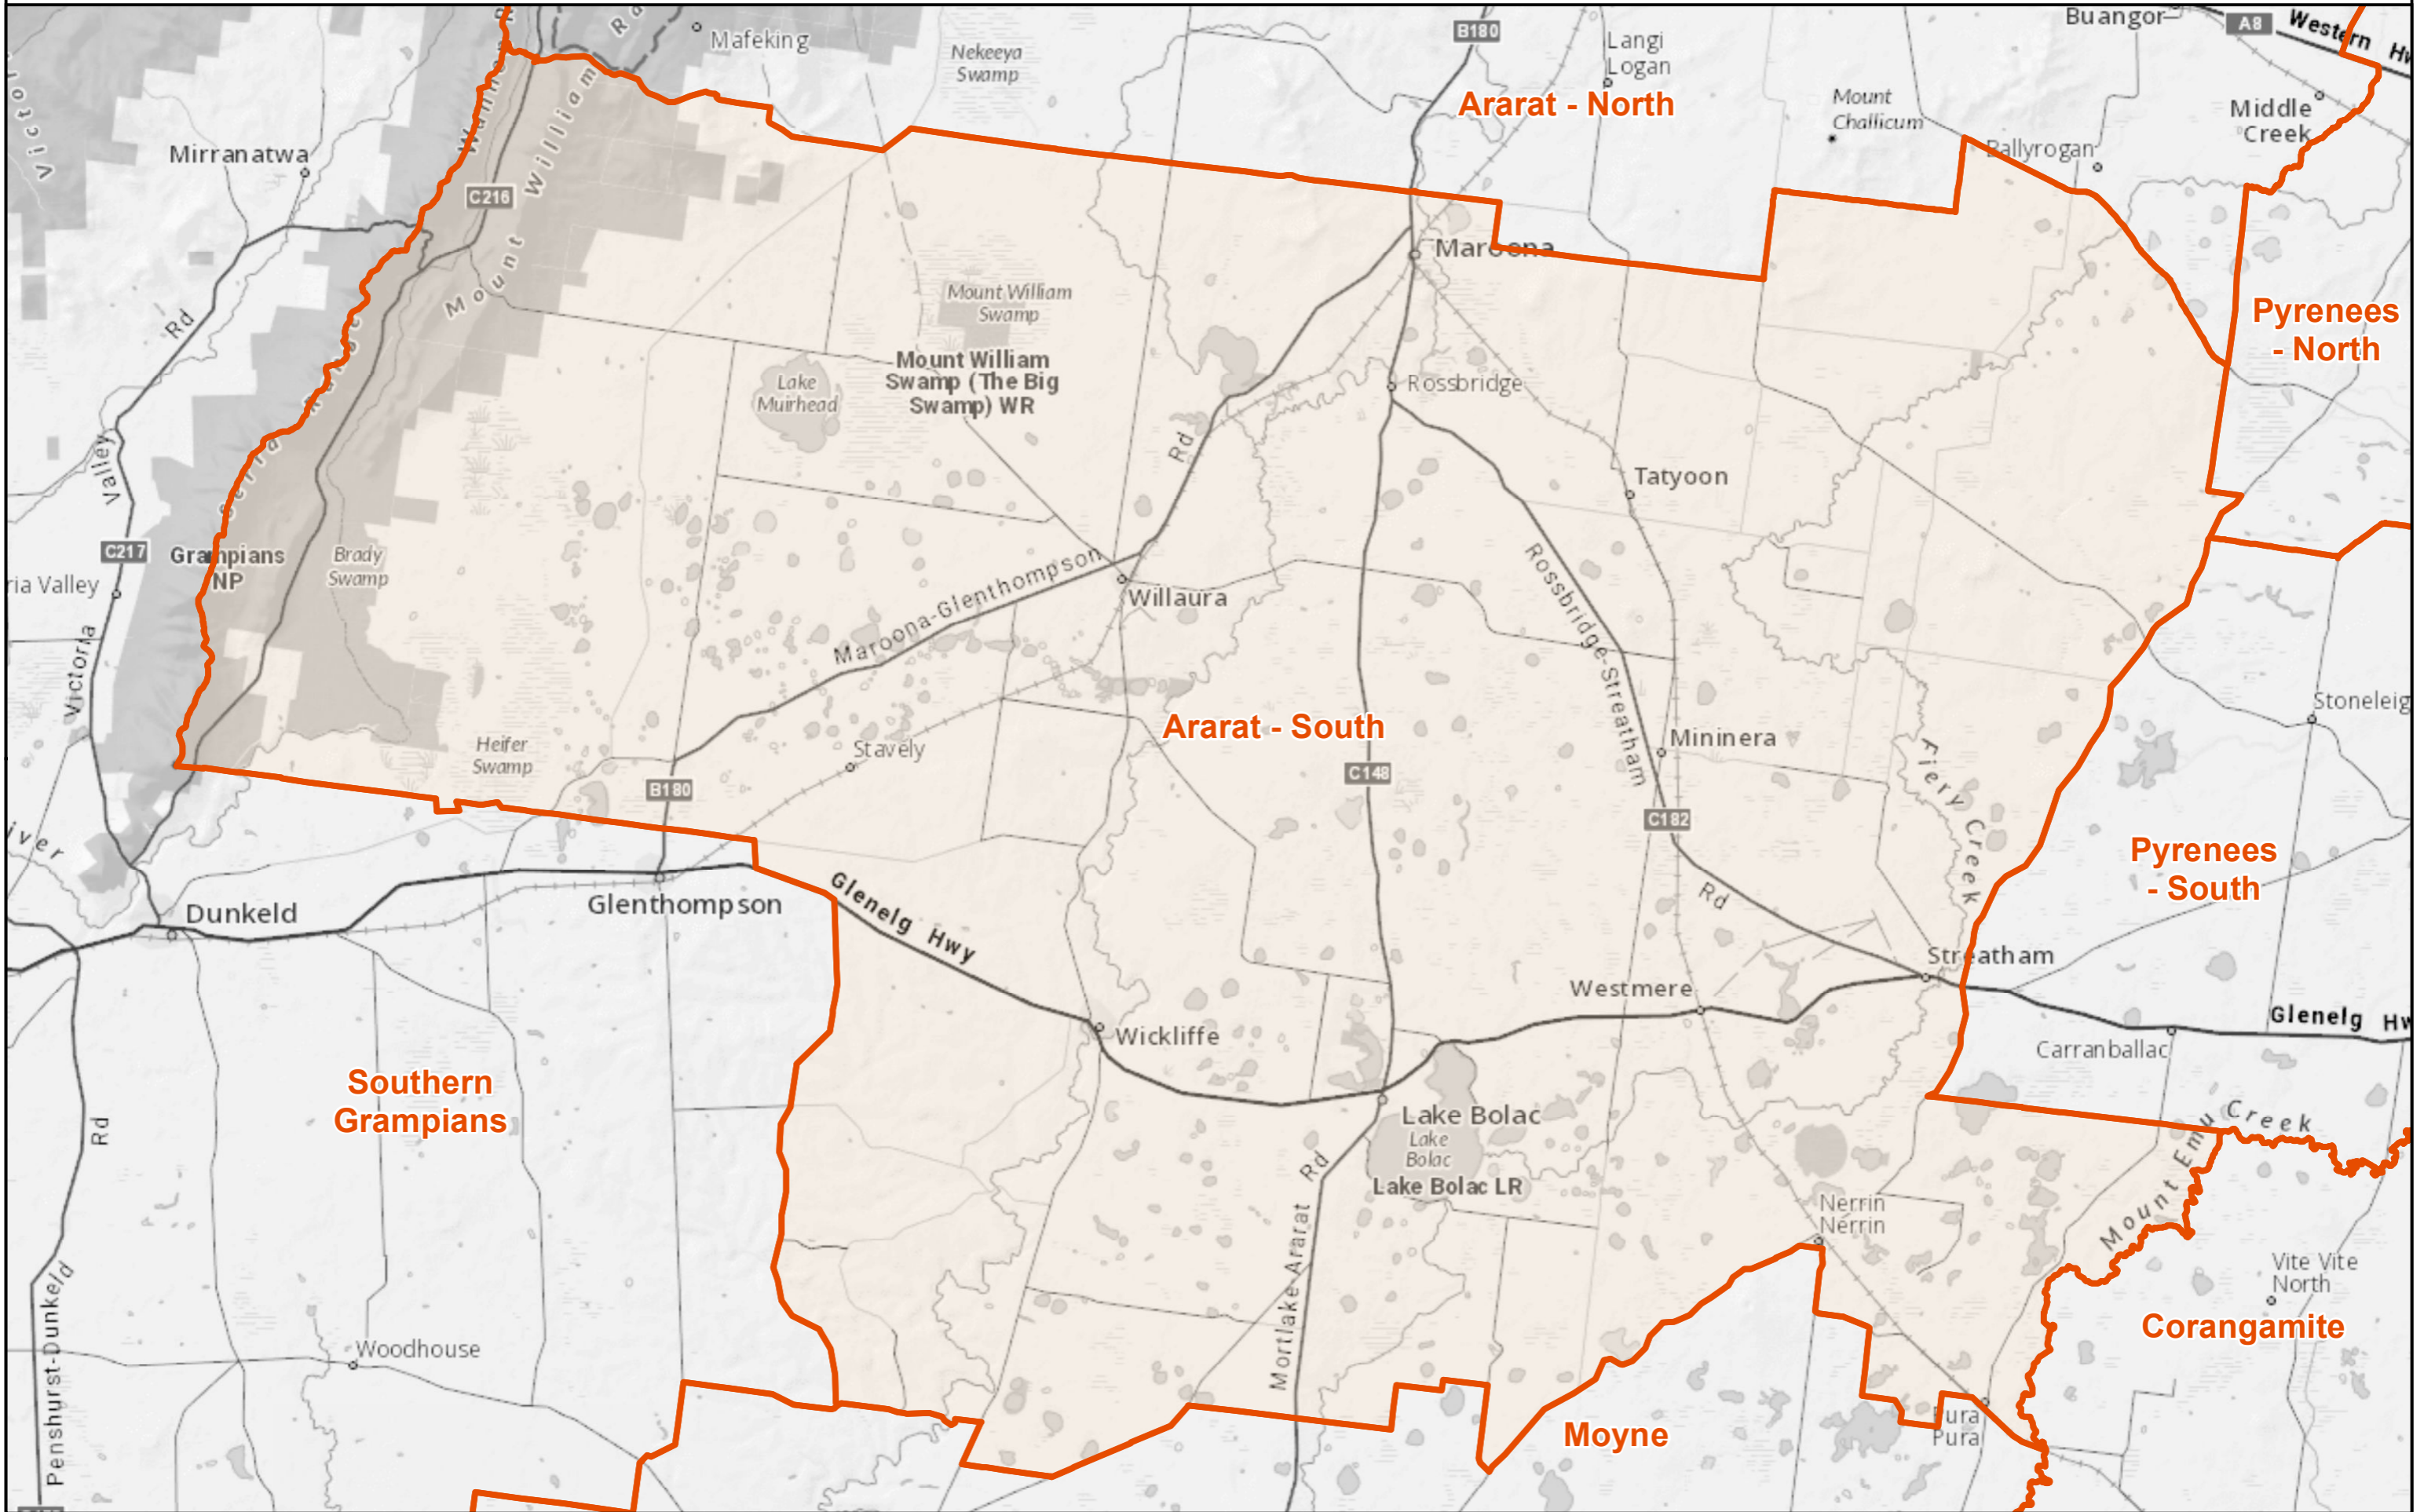 Mafeking
Nekeeya
Swamp
B180
Langi
Logan
Buangor
A8
Western
Ararat - North
Mount
Challicum
Middle
Creek
Mirranatwa
Ballyrogan
C216
Mount William
Maroona
Mount William
Swamp
Pyrenees
- North
Rd
Mount William
Swamp (The Big
Swamp) WR
Lake
Muirhead
Rossbridge
Rd
Valley
Tatyoon
C217
Grampians
NP
Brady
Swamp
Maroona-Glenthompson
Rossbridge-Streatham
ria Valley
Willaura
Victoria
Stoneleig
Ararat - South
Heifer
Swamp
Stavely
Mininera
Fiery Creek
C148
B180
C182
iver
Pyrenees
- South
Rd
Glenelg Hwy
Dunkeld
Glenthompson
Streatham
Westmere
Glenelg Hw
Wickliffe
Carranballac
Southern
Grampians
Lake Bolac
Lake
Bolac
Lake Bolac LR
Rd
Rd
Mount Emu Creek
Nerrin
Nerrin
Mortlake-Ararat
Vite Vite
North
Corangamite
Penshurst-Dunkeld
Woodhouse
Moyne
Pura
Pura